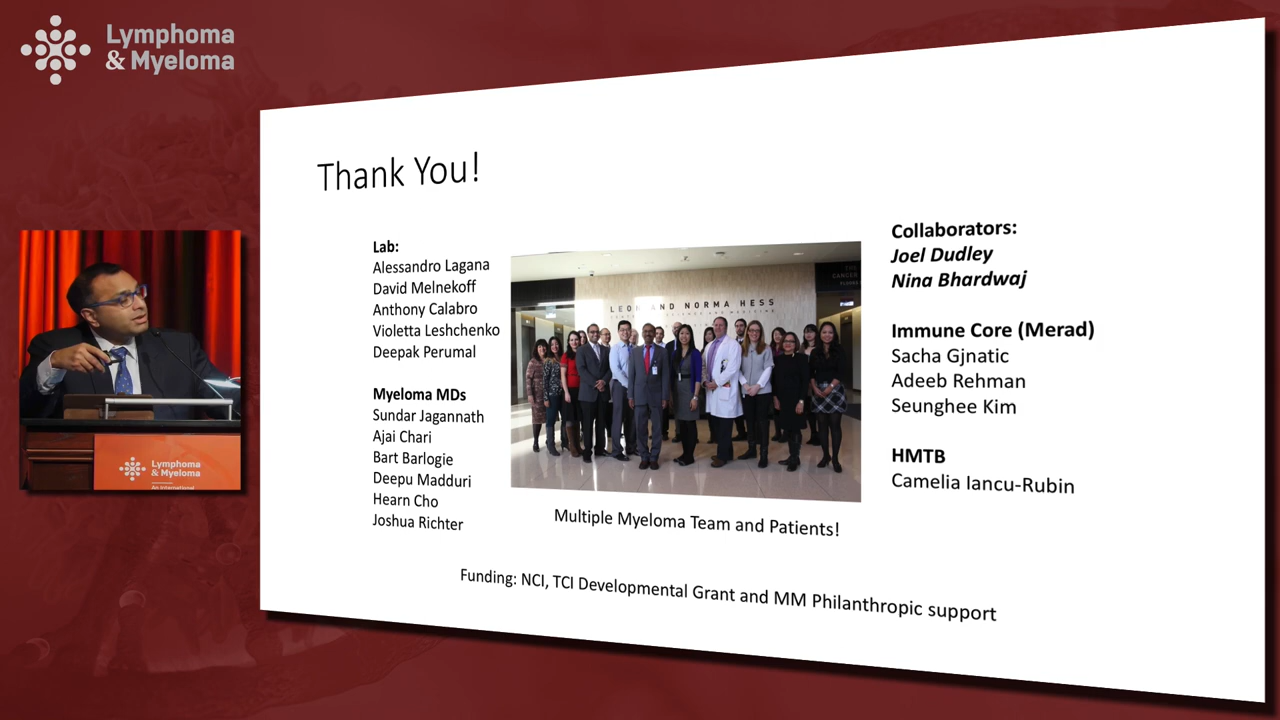 Lymphoma
& Myeloma
Thank You!
Lab:
Alessandro Lagana
David Melnekoff
Anthony Calabro
Violetta Leshchenko
Deepak Perumal
Myeloma MDs
Sundar Jagannath
Ajai Chari
Bart Barlogie
Deepu Madduri
Hearn Cho
Joshua Richter
LEON AND NORMA HESS
Multiple Myeloma Team and Patients!
Collaborators:
Joel Dudley
Nina Bhardwaj
Immune Core (Merad)
Sacha Gjnatic
Adeeb Rehman
Seunghee Kim
HMTB
Camelia Iancu-Rubin
Funding: NCI, TCI Developmental Grant and MM Philanthropic support
Lymphoma
& Myeloma
An International